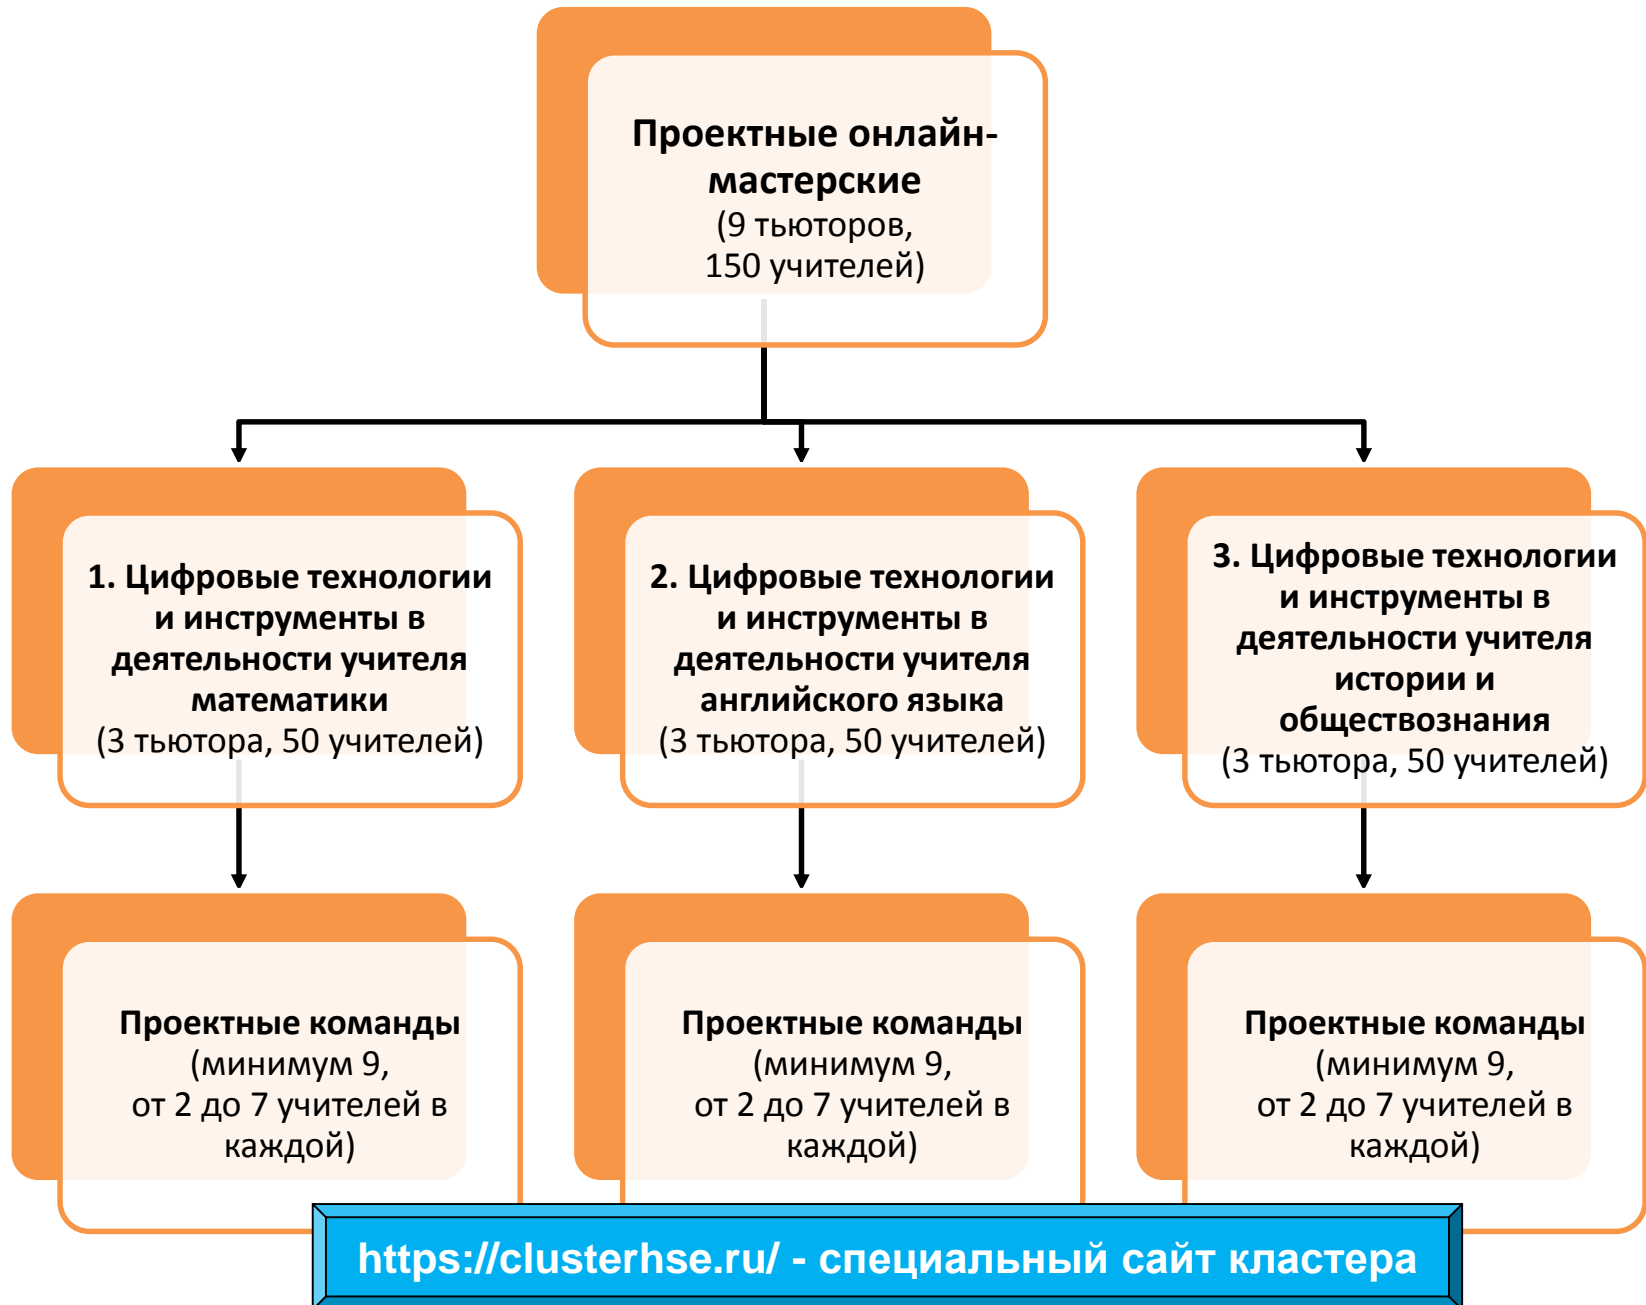 Проектные онлайн-
мастерские
(9 тьюторов,
150 учителей)
1. Цифровые технологии
и инструменты в
деятельности учителя
математики
(3 тьютора, 50 учителей)
2. Цифровые технологии
и инструменты в
деятельности учителя
английского языка
(3 тьютора, 50 учителей)
3. Цифровые технологии
и инструменты в
деятельности учителя
истории и
обществознания
(3 тьютора, 50 учителей)
Проектные команды
(минимум 9,
от 2 до 7 учителей в
каждой)
Проектные команды
(минимум 9,
от 2 до 7 учителей в
каждой)
Проектные команды
(минимум 9,
от 2 до 7 учителей в
каждой)
https://clusterhse.ru/ - специальный сайт кластера